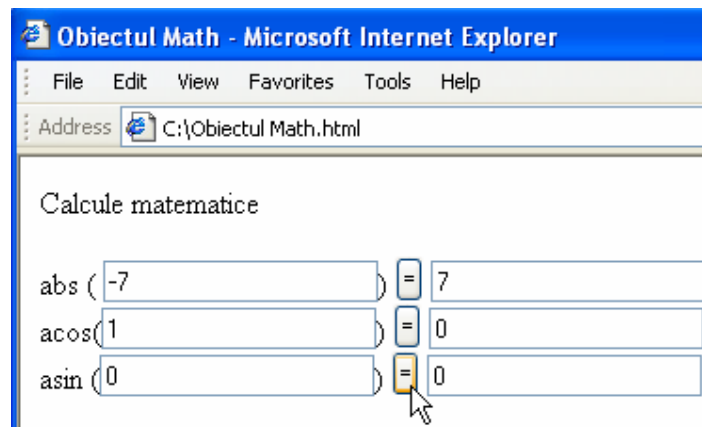 Obiectul Math - Microsoft Internet Explorer
File Edit View Favorites Tools Help
Address C:\Obiectul Math.html
Calcule matematice
abs ( -7 ) = 7
acos( 1 ) = 0
asin ( 0 ) = 0